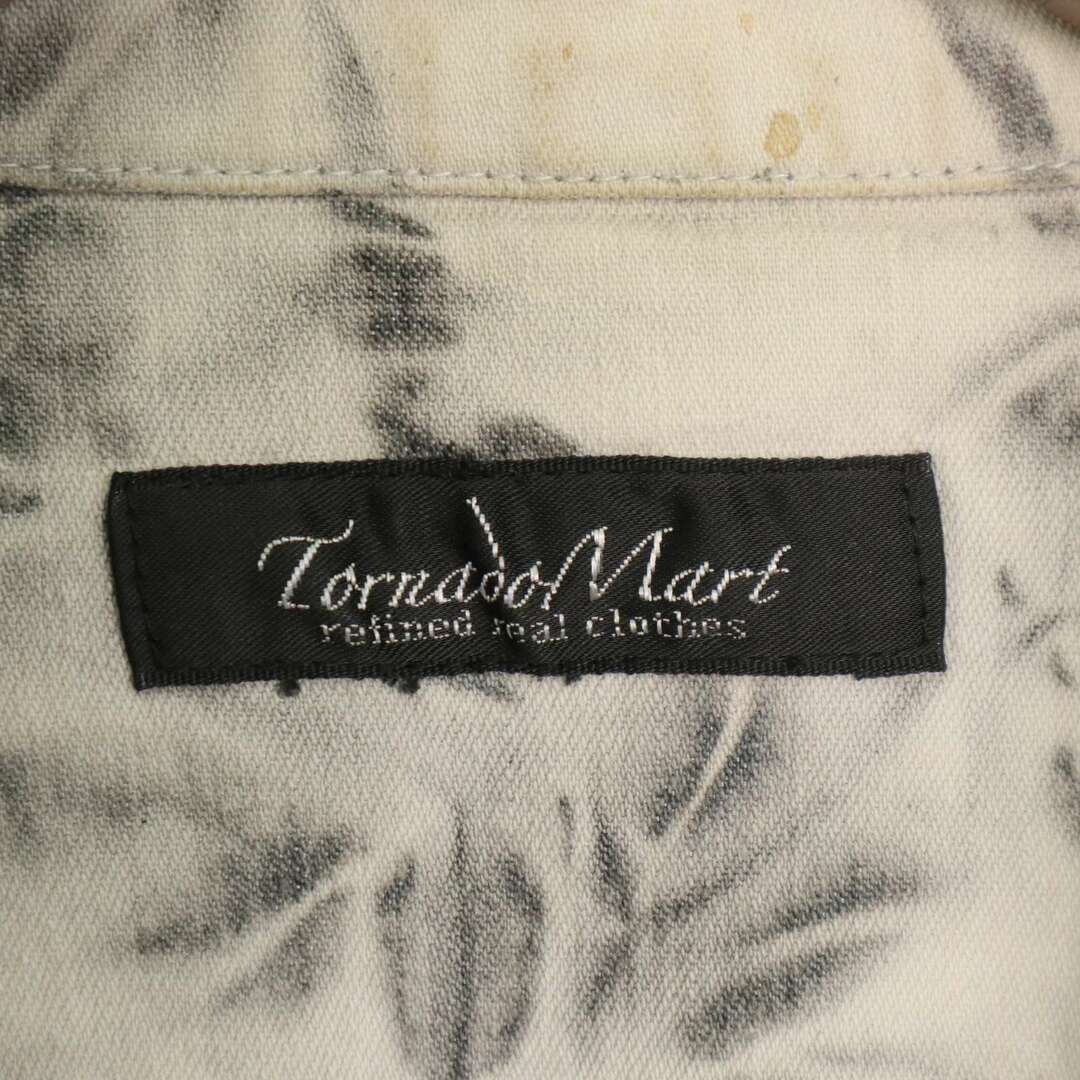 TornadoMart
refined real clothes